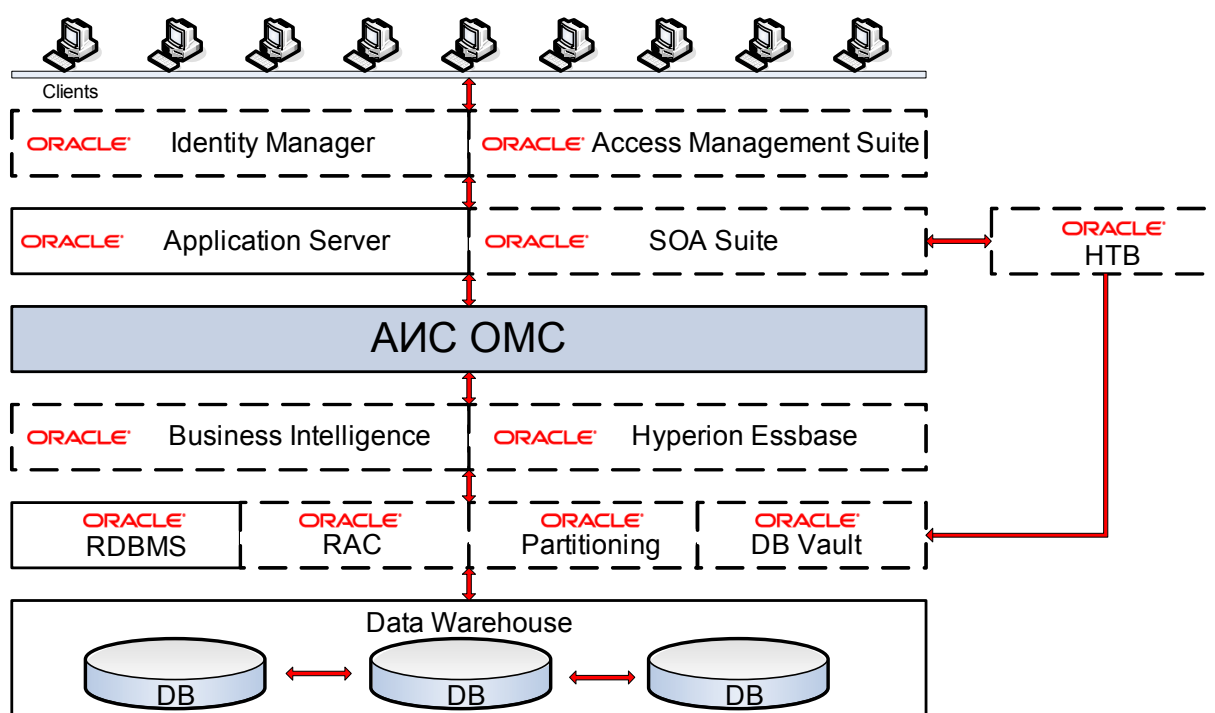 Clients
ORACLE Identity Manager
ORACLE Access Management Suite
ORACLE Application Server
ORACLE SOA Suite
ORACLE
HTB
АИС ОМС
ORACLE Business Intelligence
ORACLE Hyperion Essbase
ORACLE
RDBMS
ORACLE
RAC
ORACLE
Partitioning
ORACLE
DB Vault
Data Warehouse
DB
DB
DB